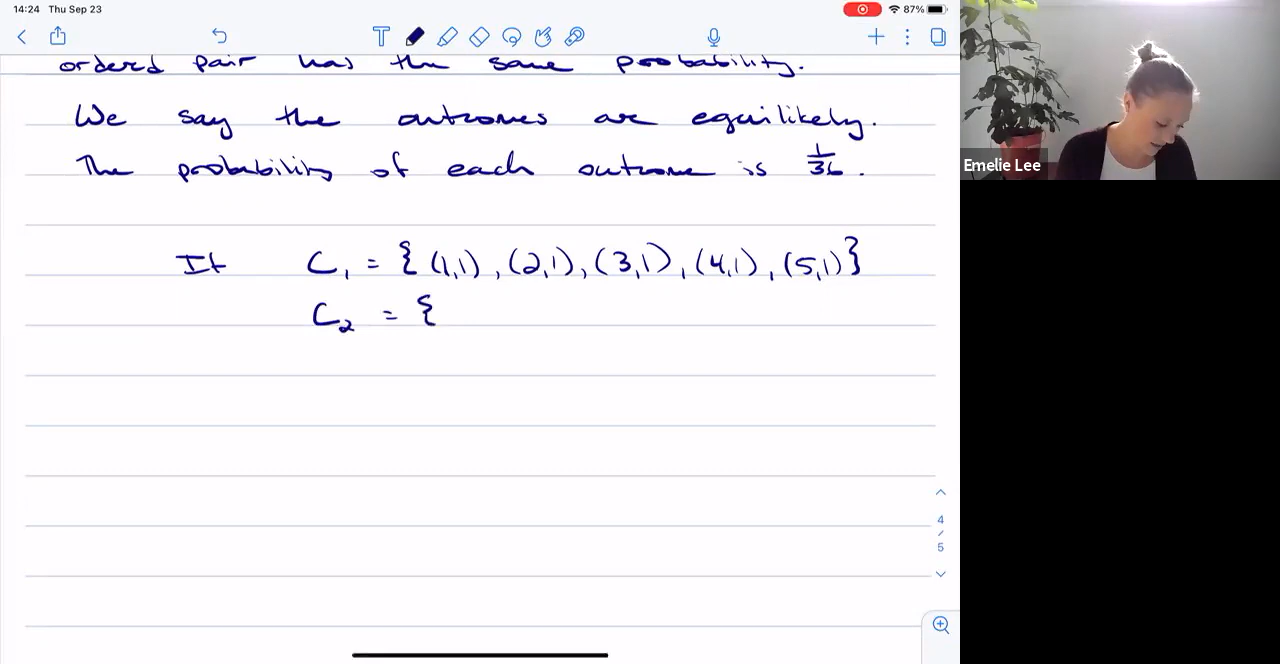 14:24 Thu Sep 23
87%
ordered pair has the same probability.
We say the outcomes are equilikely.
The probability of each outcome is 1/36.
If C₁ = { (1,1), (2,1), (3,1), (4,1), (5,1) }
C₂ = {
Emelie Lee
4
/
5